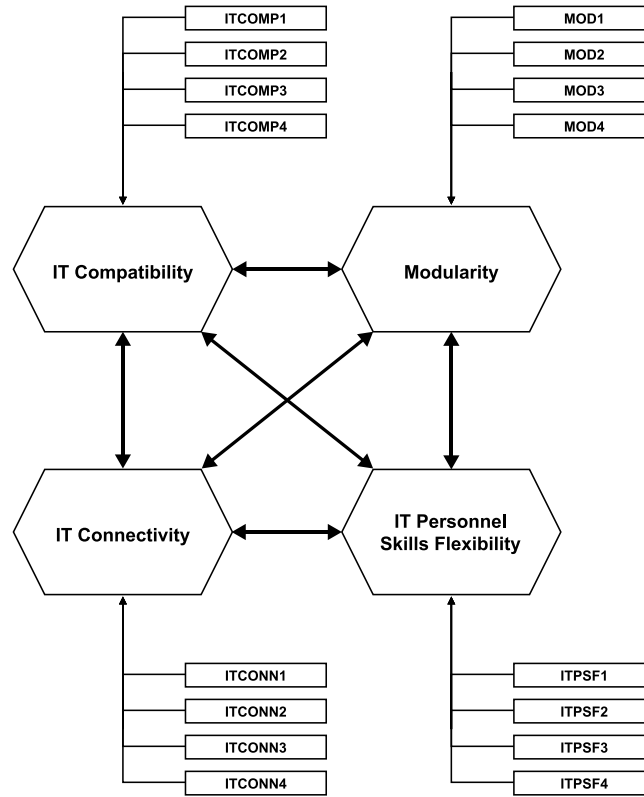 ITCOMP1
ITCOMP2
ITCOMP3
ITCOMP4
MOD1
MOD2
MOD3
MOD4
IT Compatibility
Modularity
IT Connectivity
IT Personnel
Skills Flexibility
ITCONN1
ITCONN2
ITCONN3
ITCONN4
ITPSF1
ITPSF2
ITPSF3
ITPSF4